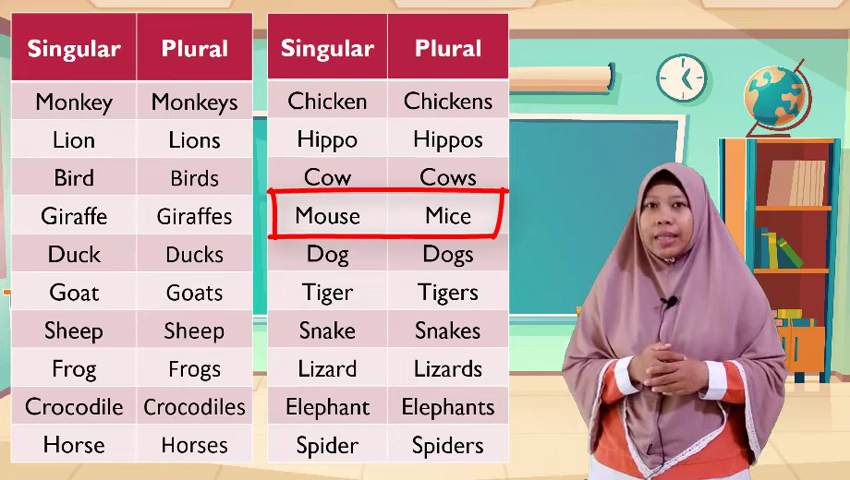 Singular Plural
Monkey Monkeys
Lion Lions
Bird Birds
Giraffe Giraffes
Duck Ducks
Goat Goats
Sheep Sheep
Frog Frogs
Crocodile Crocodiles
Horse Horses
Singular Plural
Chicken Chickens
Hippo Hippos
Cow Cows
Mouse Mice
Dog Dogs
Tiger Tigers
Snake Snakes
Lizard Lizards
Elephant Elephants
Spider Spiders